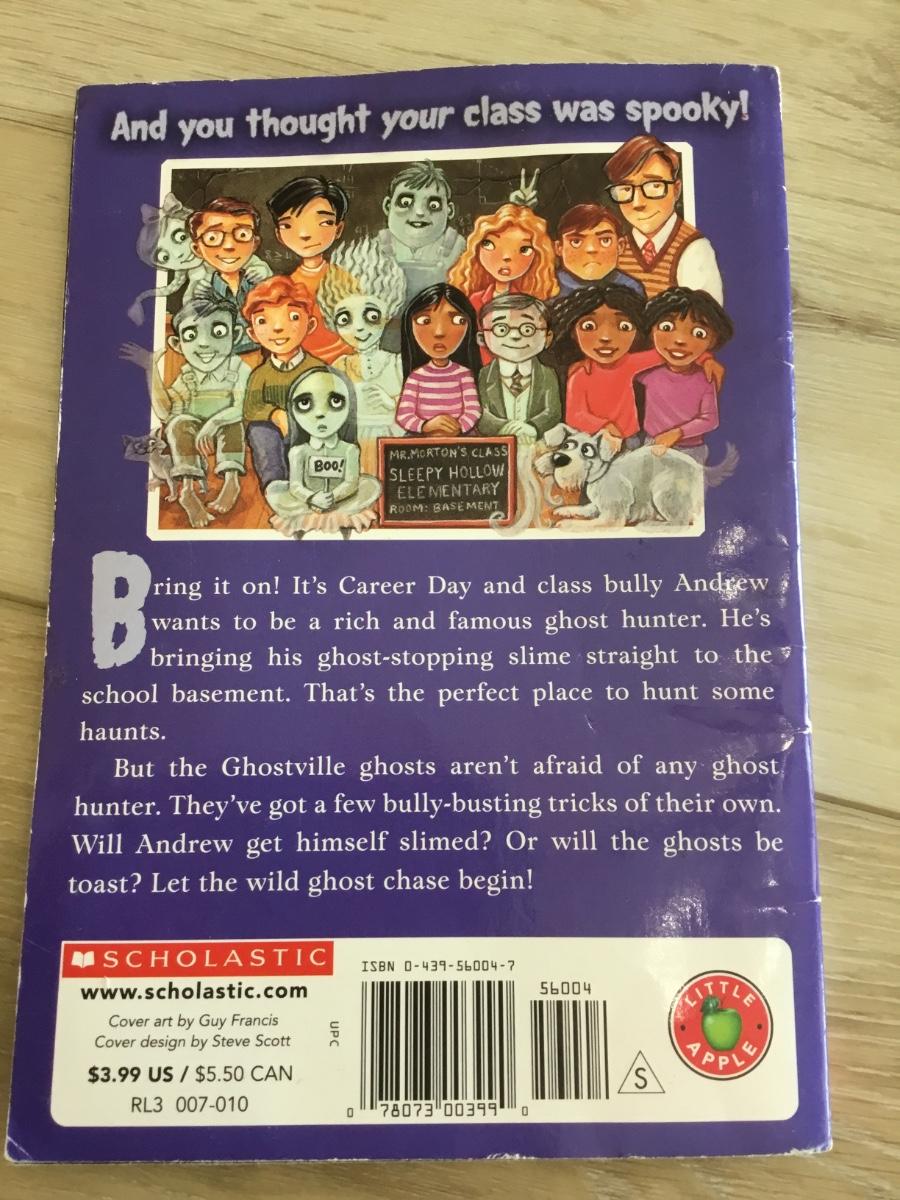 And you thought your class was spooky!
BOO!
MR. MORTON'S CLASS
SLEEPY HOLLOW
ELEMENTARY
ROOM: BASEMENT
Bring it on! It's Career Day and class bully Andrew
wants to be a rich and famous ghost hunter. He's
bringing his ghost-stopping slime straight to the
school basement. That's the perfect place to hunt some
haunts.
But the Ghostville ghosts aren't afraid of any ghost
hunter. They've got a few bully-busting tricks of their own.
Will Andrew get himself slimed? Or will the ghosts be
toast? Let the wild ghost chase begin!
SCHOLASTIC
www.scholastic.com
Cover art by Guy Francis
Cover design by Steve Scott
$3.99 US / $5.50 CAN
RL3 007-010
UPC
ISBN 0-439-56004-7
56004
0 78073 00399 0
S
LITTLE
APPLE